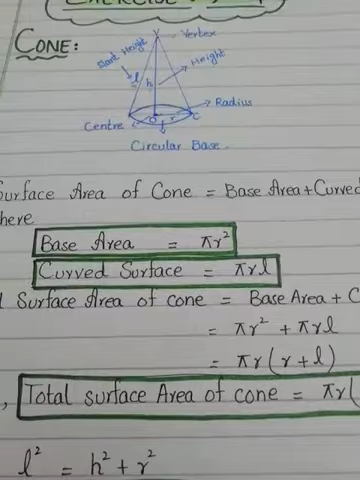 CONE:
Vertex
Slant Height
l
h
Height
Radius
Centre
O
r
C
Circular Base.
Surface Area of Cone = Base Area + Curved
here
Base Area = πr²
Curved Surface = πrl
l Surface Area of cone = Base Area + C
= πr² + πrl
= πr(r+l)
, Total surface Area of cone = πr(
l² = h² + r²